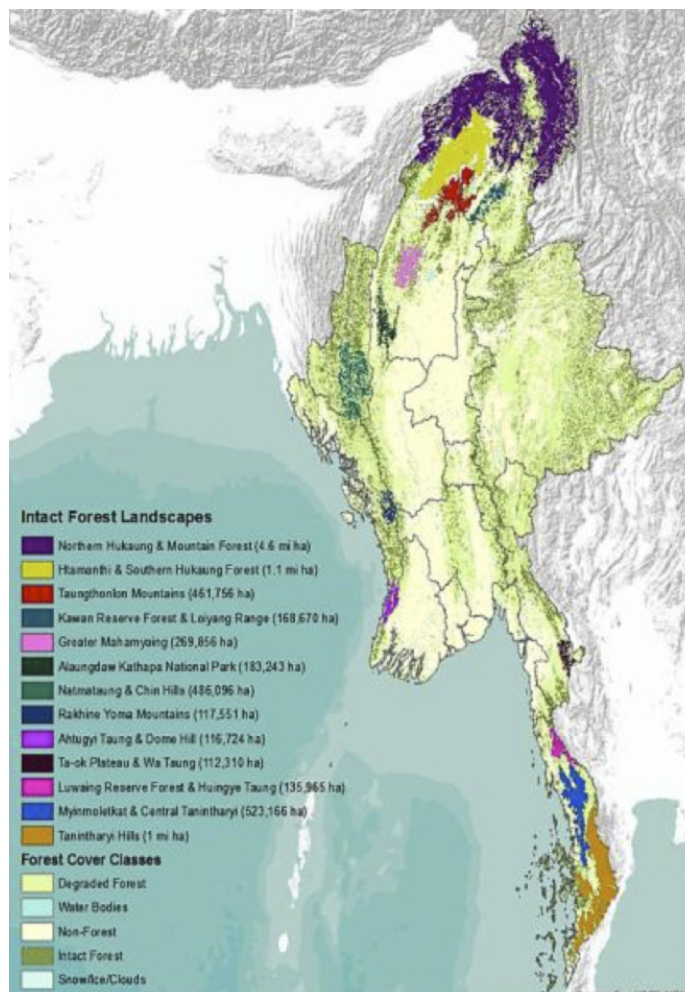 Intact Forest Landscapes
Northern Hukaung & Mountain Forest (4.6 mi ha)
Htamanthi & Southern Hukaung Forest (1.1 mi ha)
Taungthonlon Mountains (461,756 ha)
Kawan Reserve Forest & Loiyang Range (168,670 ha)
Greater Mahamyaing (269,856 ha)
Alaungdaw Kathapa National Park (183,243 ha)
Natmataung & Chin Hills (486,096 ha)
Rakhine Yoma Mountains (117,551 ha)
Ahtugyi Taung & Dome Hill (116,724 ha)
Ta-ok Plateau & Wa Taung (112,310 ha)
Luwaing Reserve Forest & Huingye Taung (135,965 ha)
Myinmoletkat & Central Tanintharyi (523,166 ha)
Tanintharyi Hills (1 mi ha)
Forest Cover Classes
Degraded Forest
Water Bodies
Non-Forest
Intact Forest
Snow/Ice/Clouds